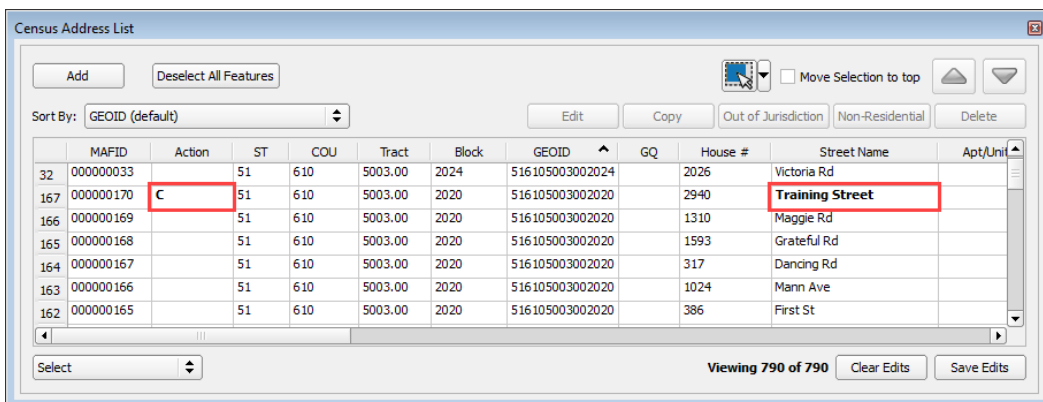 Census Address List
Add Deselect All Features Move Selection to top
Sort By: GEOID (default) Edit Copy Out of Jurisdiction Non-Residential Delete
MAFID Action ST COU Tract Block GEOID GQ House # Street Name Apt/Unit
32 000000033 51 610 5003.00 2024 516105003002024 2026 Victoria Rd
167 000000170 C 51 610 5003.00 2020 516105003002020 2940 Training Street
166 000000169 51 610 5003.00 2020 516105003002020 1310 Maggie Rd
165 000000168 51 610 5003.00 2020 516105003002020 1593 Grateful Rd
164 000000167 51 610 5003.00 2020 516105003002020 317 Dancing Rd
163 000000166 51 610 5003.00 2020 516105003002020 1024 Mann Ave
162 000000165 51 610 5003.00 2020 516105003002020 386 First St
Select Viewing 790 of 790 Clear Edits Save Edits